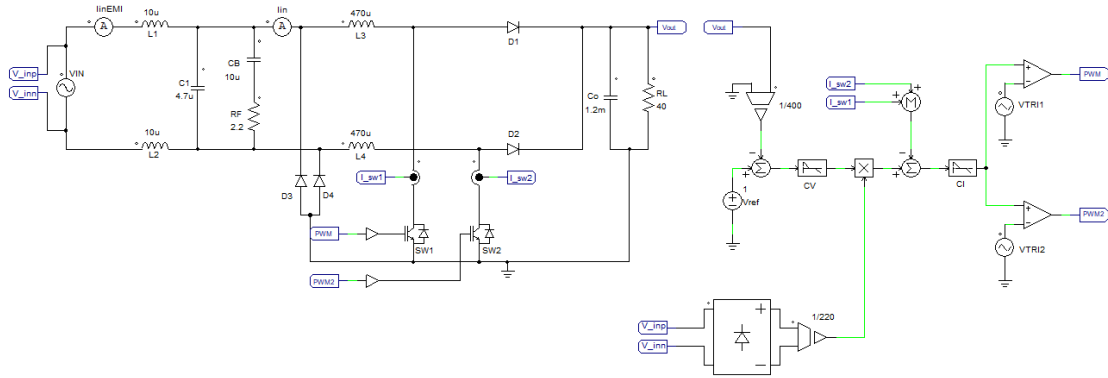 IinEMI
A
10u
L1
Iin
A
470u
L3
D1
Vout
Vout
V_inp
V_inn
VIN
C1
4.7u
CB
10u
RF
2.2
Co
1.2m
RL
40
1/400
I_sw2
I_sw1
M
VTRI1
PWM
10u
L2
470u
L4
D2
D3
D4
I_sw1
I_sw2
1
Vref
Σ
CV
X
Σ
CI
PWM
SW1
SW2
PWM2
PWM2
VTRI2
V_inp
V_inn
1/220